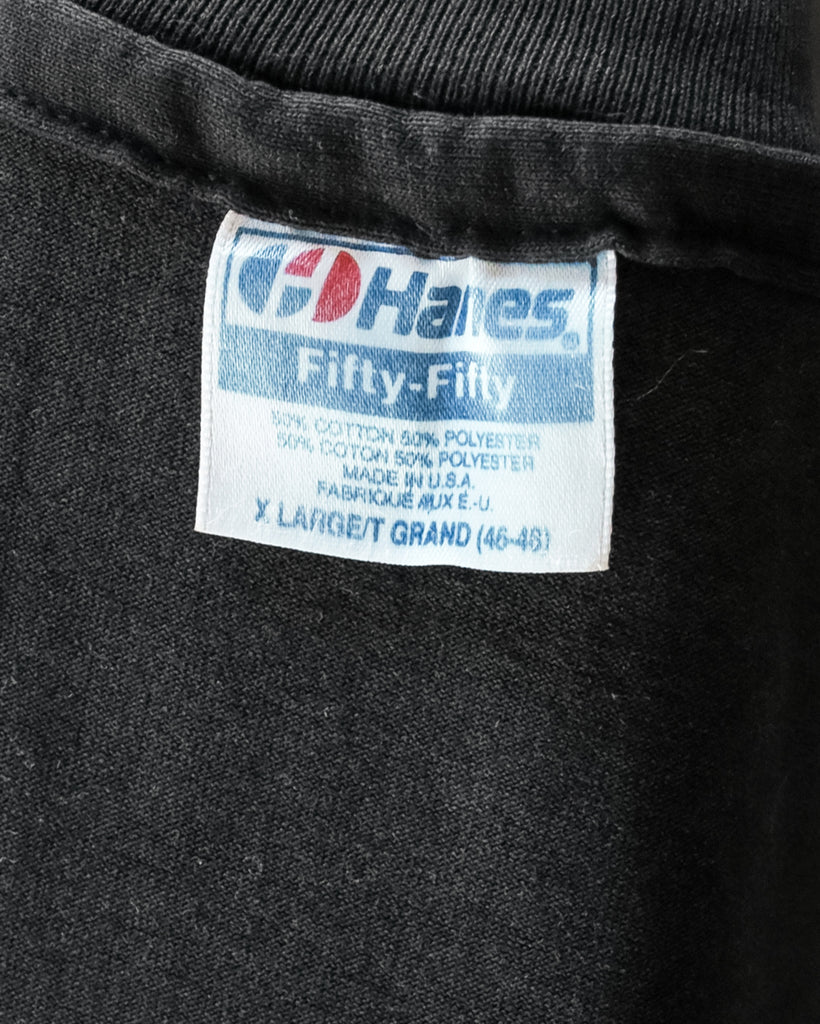 Hanes®
Fifty-Fifty
50% COTTON 50% POLYESTER
50% COTON 50% POLYESTER
MADE IN U.S.A.
FABRIQUÉ AUX É.-U.
X LARGE/T GRAND (46-48)